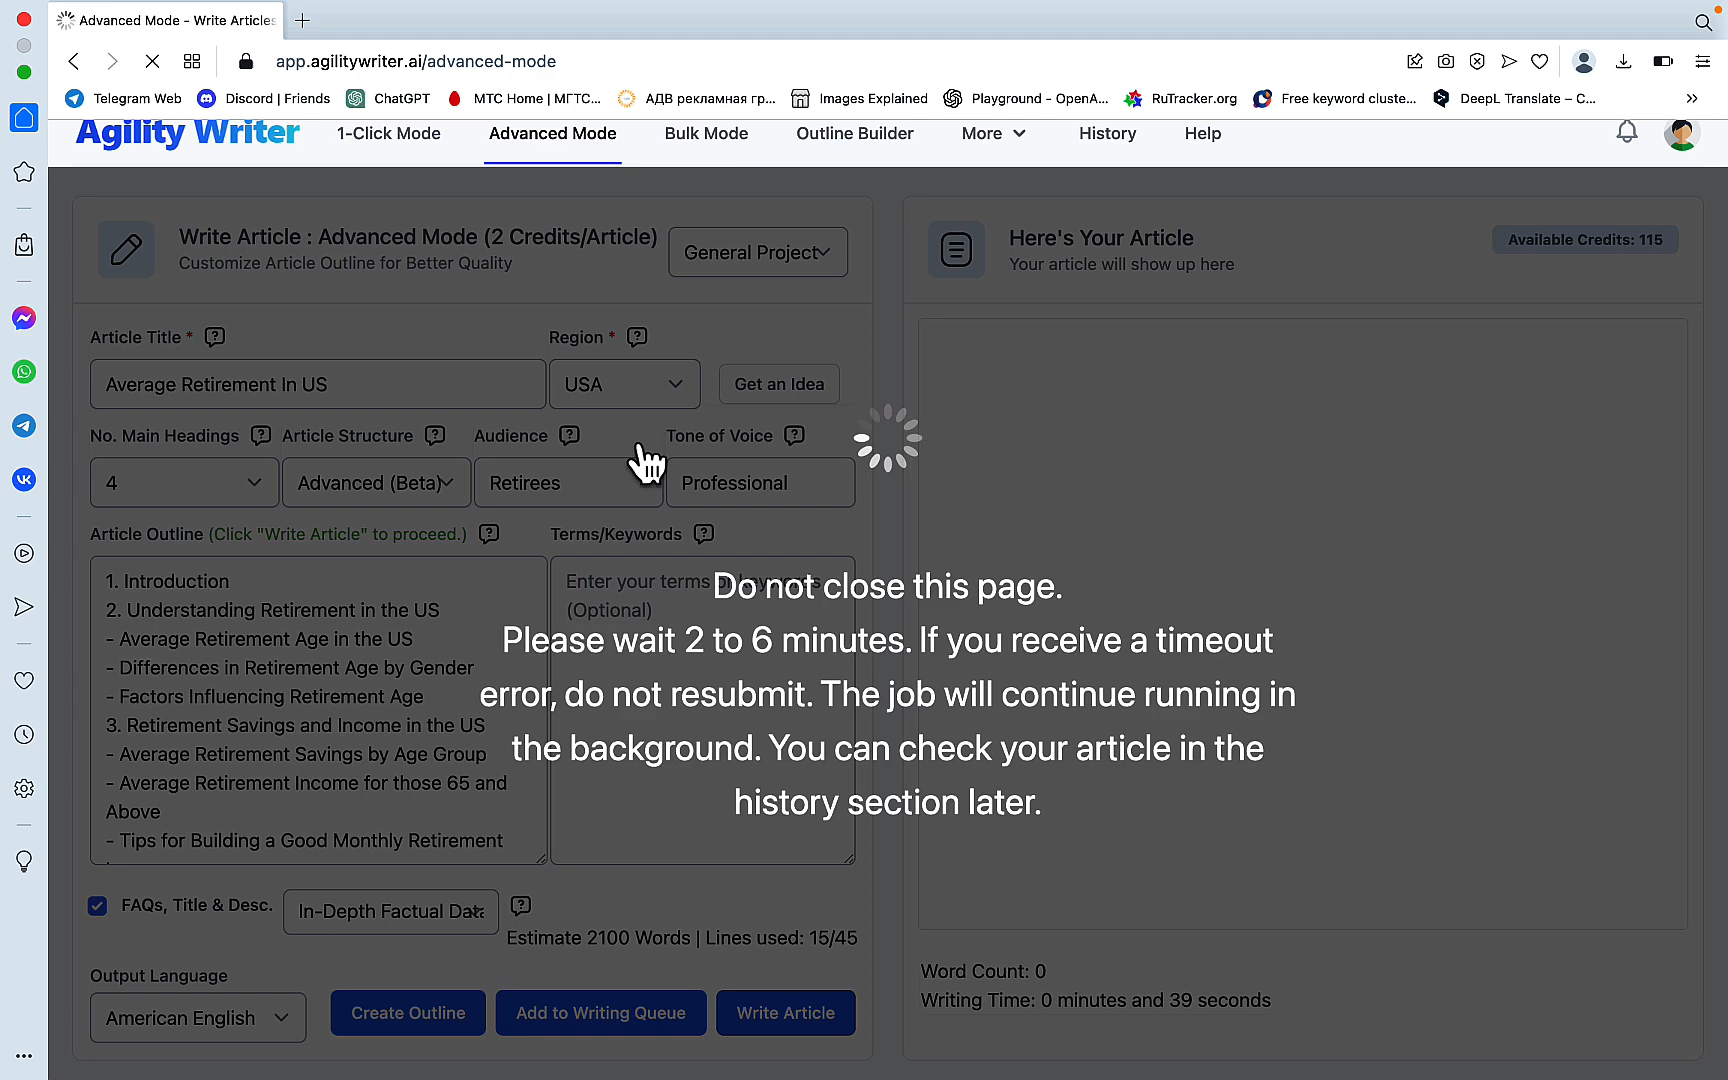 Advanced Mode - Write Articles
app.agilitywriter.ai/advanced-mode
Telegram Web
Discord | Friends
ChatGPT
МТС Home | МГТС...
АДВ рекламная гр...
Images Explained
Playground - OpenA...
RuTracker.org
Free keyword cluste...
DeepL Translate – C...
Agility Writer
1-Click Mode
Advanced Mode
Bulk Mode
Outline Builder
More
History
Help
Write Article : Advanced Mode (2 Credits/Article)
Customize Article Outline for Better Quality
General Project
Here's Your Article
Your article will show up here
Available Credits: 115
Article Title *
Region *
Average Retirement In US
USA
Get an Idea
No. Main Headings
Article Structure
Audience
Tone of Voice
4
Advanced (Beta)
Retirees
Professional
Article Outline (Click "Write Article" to proceed.)
Terms/Keywords
1. Introduction
2. Understanding Retirement in the US
- Average Retirement Age in the US
- Differences in Retirement Age by Gender
- Factors Influencing Retirement Age
3. Retirement Savings and Income in the US
- Average Retirement Savings by Age Group
- Average Retirement Income for those 65 and
Above
- Tips for Building a Good Monthly Retirement
Enter your terms or keywords
(Optional)
Do not close this page.
Please wait 2 to 6 minutes. If you receive a timeout
error, do not resubmit. The job will continue running in
the background. You can check your article in the
history section later.
FAQs, Title & Desc.
In-Depth Factual Data
Estimate 2100 Words | Lines used: 15/45
Output Language
American English
Create Outline
Add to Writing Queue
Write Article
Word Count: 0
Writing Time: 0 minutes and 39 seconds